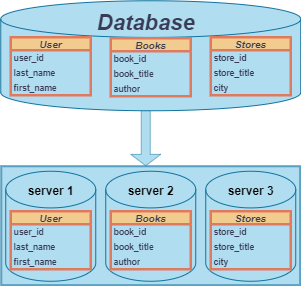 Database
User Books Stores
user_id book_id store_id
last_name book_title store_title
first_name author city
server 1 server 2 server 3
User Books Stores
user_id book_id store_id
last_name book_title store_title
first_name author city